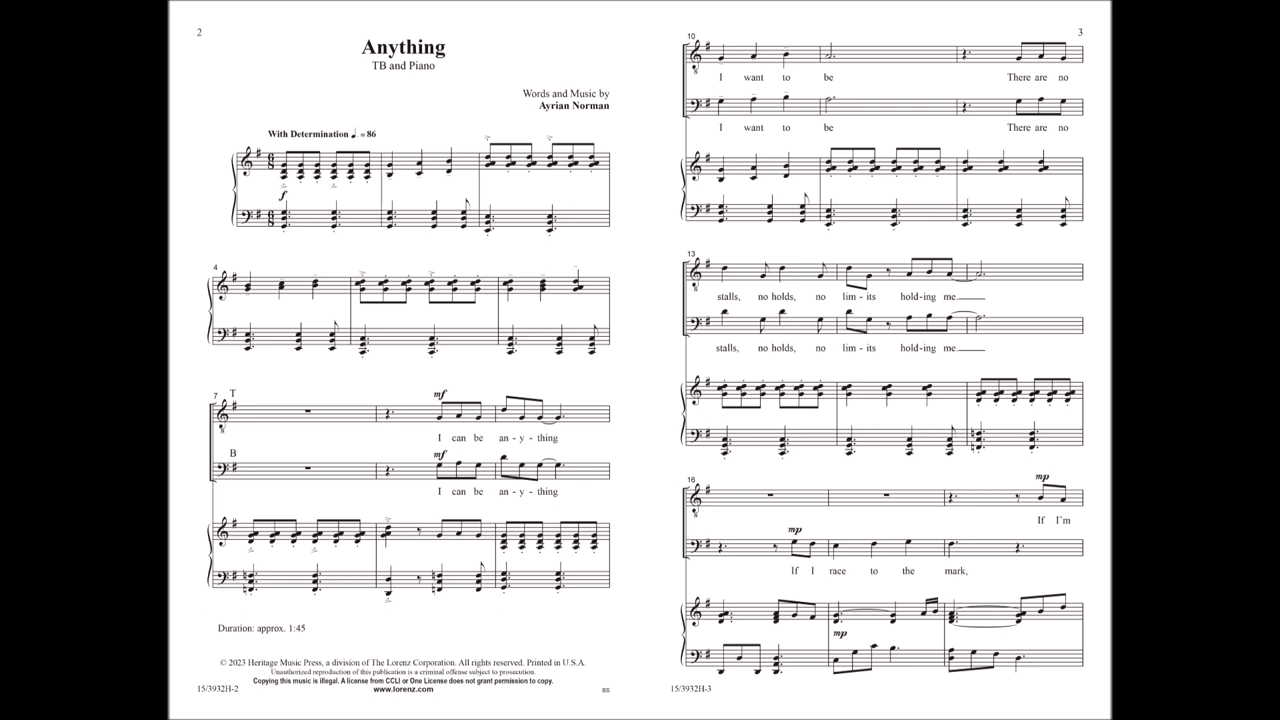 2
Anything
TB and Piano
Words and Music by
Ayrian Norman
With Determination ♩. = 86
f
4
7
T
mf
I can be an - y - thing
B
mf
I can be an - y - thing
Duration: approx. 1:45
© 2023 Heritage Music Press, a division of The Lorenz Corporation. All rights reserved. Printed in U.S.A.
Unauthorized reproduction of this publication is a criminal offense subject to prosecution.
Copying this music is illegal. A license from CCLI or One License does not grant permission to copy.
www.lorenz.com
15/3932H-2
BS
3
10
I want to be There are no
I want to be There are no
13
stalls, no holds, no lim - its hold-ing me.
stalls, no holds, no lim - its hold-ing me.
16
mp
If I'm
mp
If I race to the mark,
mp
15/3932H-3